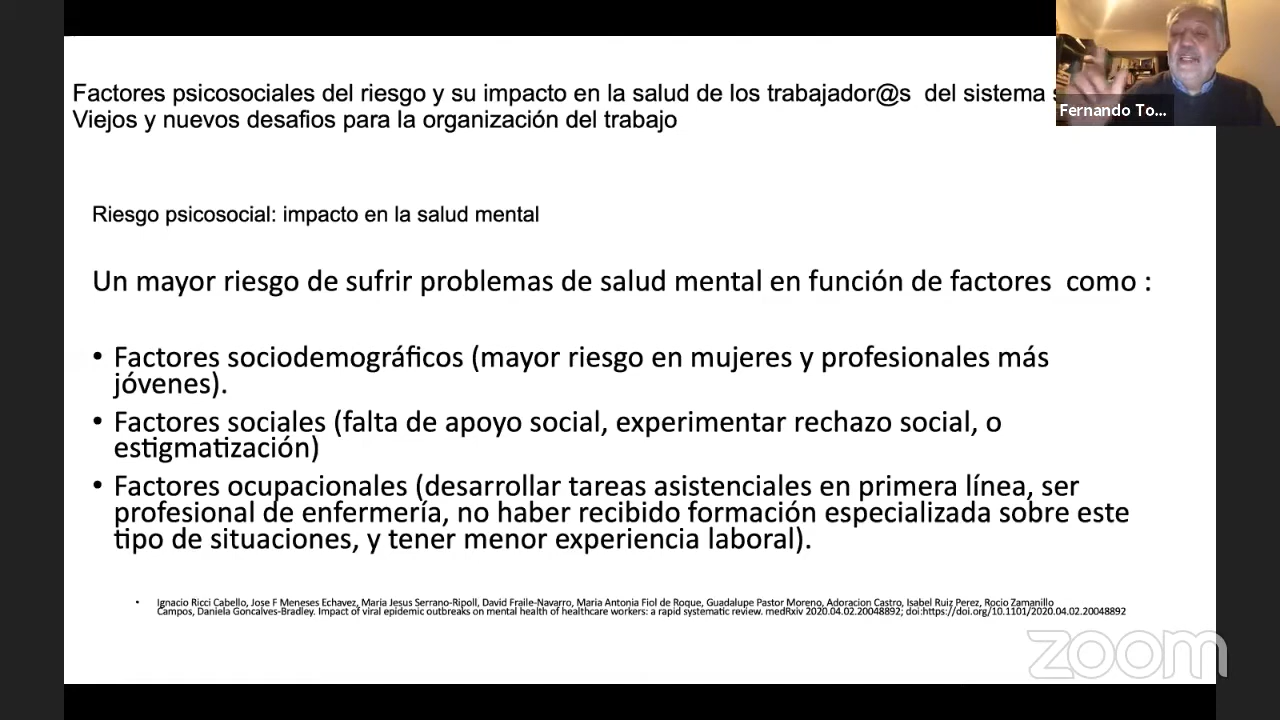 Factores psicosociales del riesgo y su impacto en la salud de los trabajador@s del sistema
Viejos y nuevos desafios para la organización del trabajo
Fernando To...
Riesgo psicosocial: impacto en la salud mental
Un mayor riesgo de sufrir problemas de salud mental en función de factores como :
• Factores sociodemográficos (mayor riesgo en mujeres y profesionales más
jóvenes).
• Factores sociales (falta de apoyo social, experimentar rechazo social, o
estigmatización)
• Factores ocupacionales (desarrollar tareas asistenciales en primera línea, ser
profesional de enfermería, no haber recibido formación especializada sobre este
tipo de situaciones, y tener menor experiencia laboral).
• Ignacio Ricci Cabello, Jose F Meneses Echavez, Maria Jesus Serrano-Ripoll, David Fraile-Navarro, Maria Antonia Fiol de Roque, Guadalupe Pastor Moreno, Adoracion Castro, Isabel Ruiz Perez, Rocio Zamanillo
Campos, Daniela Goncalves-Bradley. Impact of viral epidemic outbreaks on mental health of healthcare workers: a rapid systematic review. medRxiv 2020.04.02.20048892; doi:https://doi.org/10.1101/2020.04.02.20048892
zoom